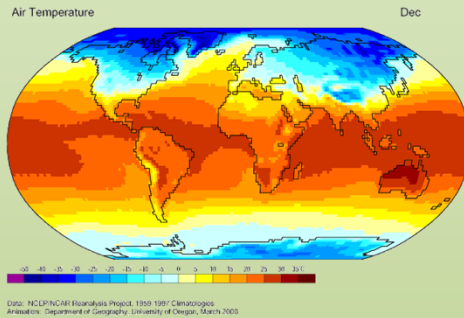 Air Temperature
Dec
-50 -40 -35 -30 -25 -20 -15 -10 -5 0 5 10 15 20 25 30 35
Data: NCEP/NCAR Reanalysis Project, 1959-1997 Climatologies
Animation: Department of Geography, University of Oregon, March 2003